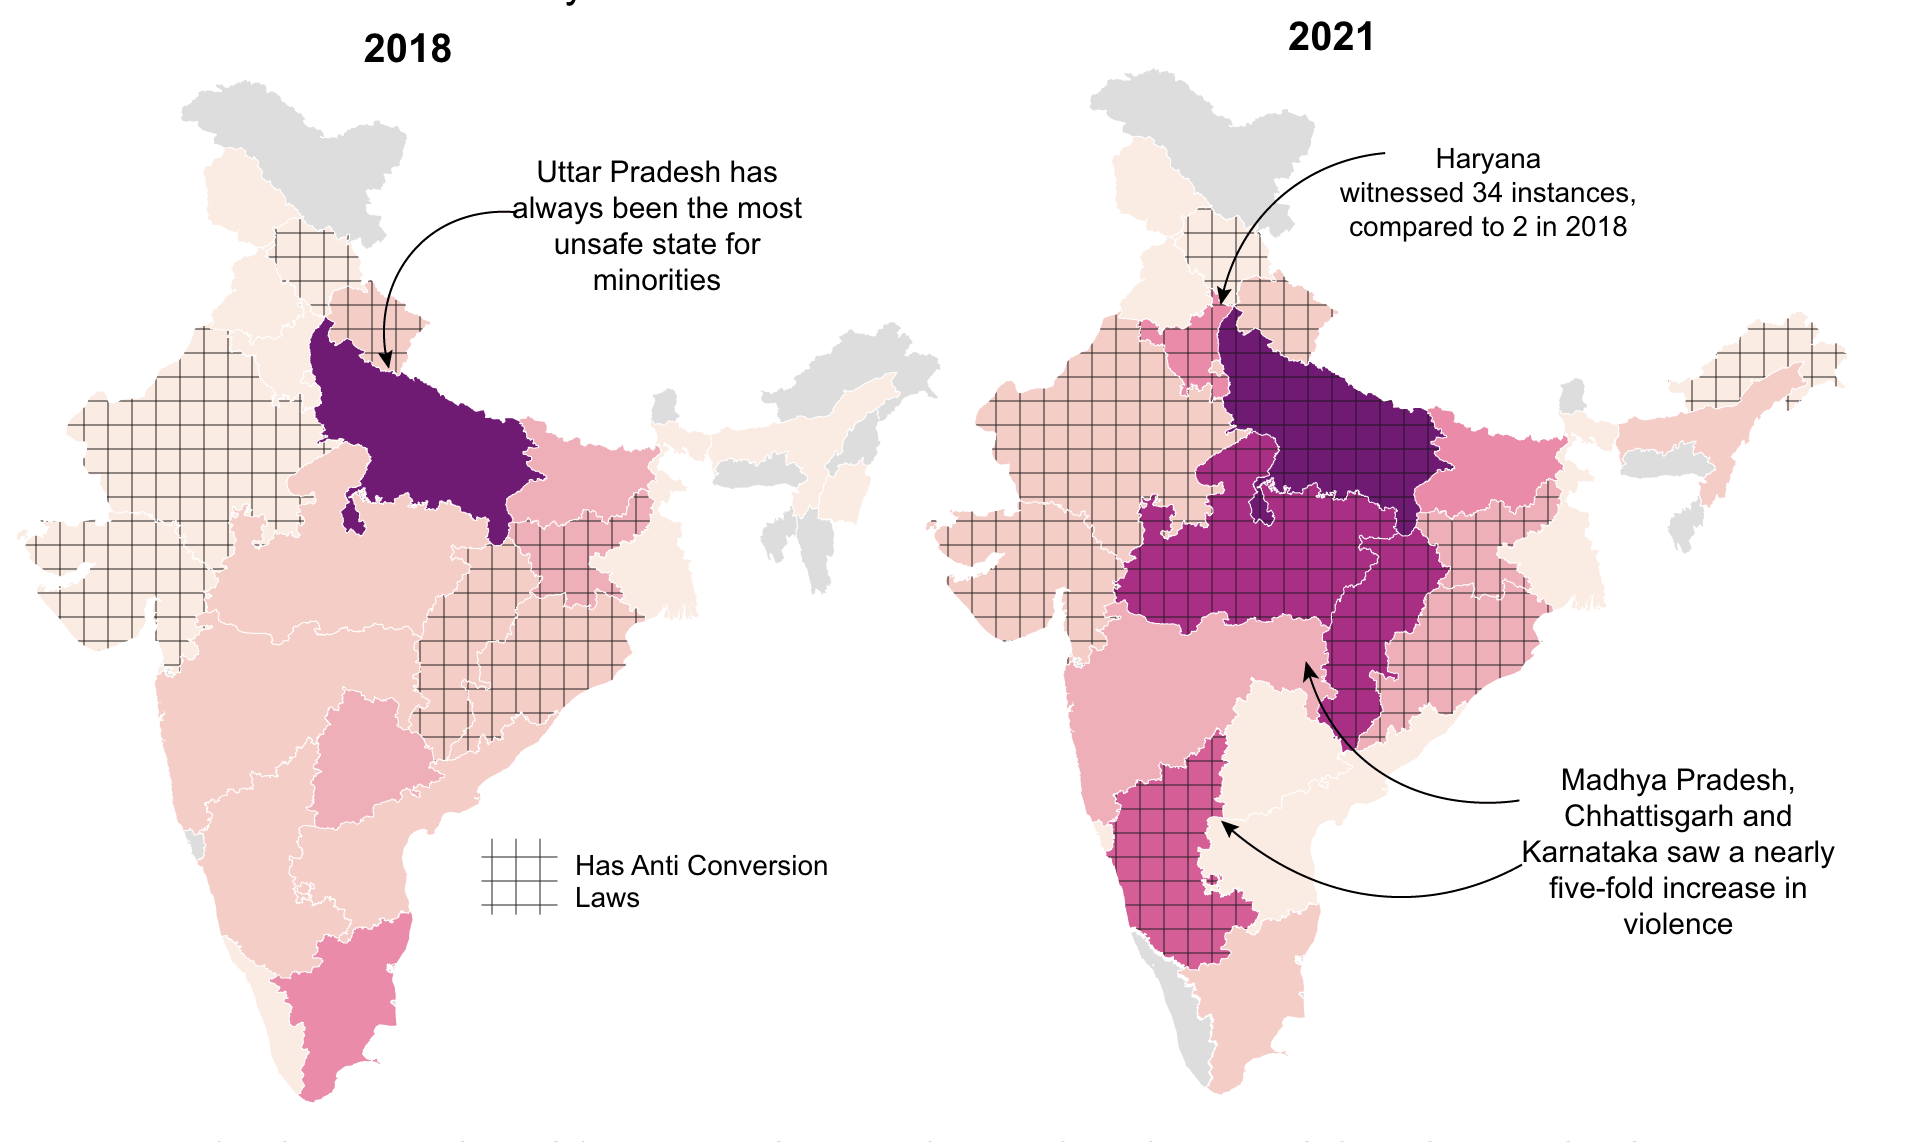 2018
2021
Uttar Pradesh has
always been the most
unsafe state for
minorities
Haryana
witnessed 34 instances,
compared to 2 in 2018
Has Anti Conversion
Laws
Madhya Pradesh,
Chhattisgarh and
Karnataka saw a nearly
five-fold increase in
violence